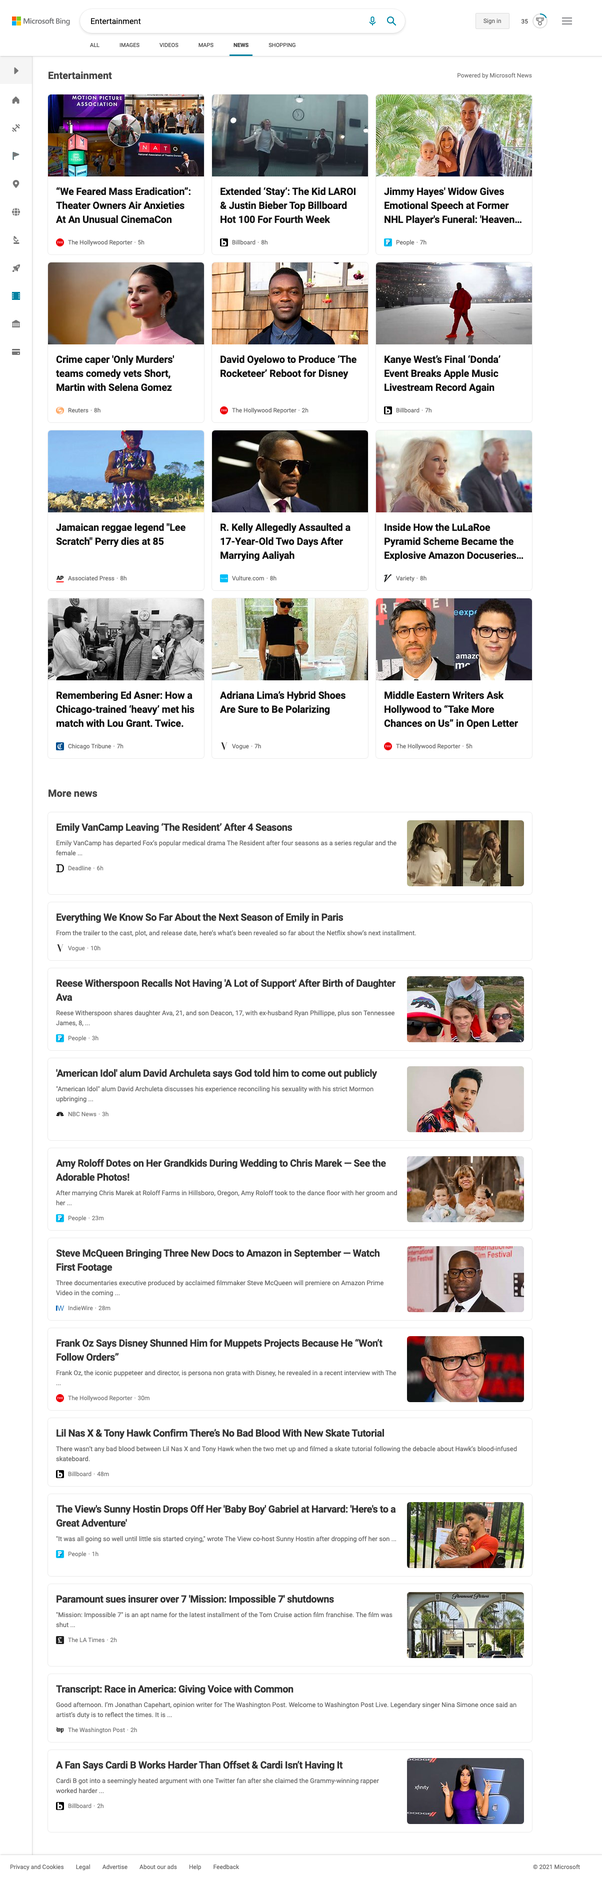 Microsoft Bing
Entertainment
Sign in
35
ALL IMAGES VIDEOS MAPS NEWS SHOPPING
Entertainment
Powered by Microsoft News
MOTION PICTURE
ASSOCIATION
NATO
“We Feared Mass Eradication”:
Theater Owners Air Anxieties
At An Unusual CinemaCon
The Hollywood Reporter · 5h
Extended ‘Stay’: The Kid LAROI
& Justin Bieber Top Billboard
Hot 100 For Fourth Week
Billboard · 8h
Jimmy Hayes' Widow Gives
Emotional Speech at Former
NHL Player's Funeral: 'Heaven...
People · 7h
Crime caper 'Only Murders'
teams comedy vets Short,
Martin with Selena Gomez
Reuters · 8h
David Oyelowo to Produce ‘The
Rocketeer’ Reboot for Disney
The Hollywood Reporter · 2h
Kanye West’s Final ‘Donda’
Event Breaks Apple Music
Livestream Record Again
Billboard · 7h
Jamaican reggae legend "Lee
Scratch" Perry dies at 85
AP Associated Press · 8h
R. Kelly Allegedly Assaulted a
17-Year-Old Two Days After
Marrying Aaliyah
Vulture.com · 8h
Inside How the LuLaRoe
Pyramid Scheme Became the
Explosive Amazon Docuseries...
Variety · 8h
Remembering Ed Asner: How a
Chicago-trained ‘heavy’ met his
match with Lou Grant. Twice.
Chicago Tribune · 7h
Adriana Lima’s Hybrid Shoes
Are Sure to Be Polarizing
Vogue · 7h
Middle Eastern Writers Ask
Hollywood to “Take More
Chances on Us” in Open Letter
The Hollywood Reporter · 5h
More news
Emily VanCamp Leaving ‘The Resident’ After 4 Seasons
Emily VanCamp has departed Fox's popular medical drama The Resident after four seasons as a series regular and the
female ...
Deadline · 6h
Everything We Know So Far About the Next Season of Emily in Paris
From the trailer to the cast, plot, and release date, here's what's been revealed so far about the Netflix show's next installment.
Vogue · 10h
Reese Witherspoon Recalls Not Having 'A Lot of Support' After Birth of Daughter
Ava
Reese Witherspoon shares daughter Ava, 21, and son Deacon, 17, with ex-husband Ryan Phillippe, plus son Tennessee
James, 8, ...
People · 3h
'American Idol' alum David Archuleta says God told him to come out publicly
"American Idol" alum David Archuleta discusses his experience reconciling his sexuality with his strict Mormon
upbringing ...
NBC News · 3h
Amy Roloff Dotes on Her Grandkids During Wedding to Chris Marek — See the
Adorable Photos!
After marrying Chris Marek at Roloff Farms in Hillsboro, Oregon, Amy Roloff took to the dance floor with her groom and
her ...
People · 23m
Steve McQueen Bringing Three New Docs to Amazon in September — Watch
First Footage
Three documentaries executive produced by acclaimed filmmaker Steve McQueen will premiere on Amazon Prime
Video in the coming ...
IndieWire · 28m
Frank Oz Says Disney Shunned Him for Muppets Projects Because He “Won’t
Follow Orders”
Frank Oz, the iconic puppeteer and director, is persona non grata with Disney, he revealed in a recent interview with The
...
The Hollywood Reporter · 30m
Lil Nas X & Tony Hawk Confirm There’s No Bad Blood With New Skate Tutorial
There wasn't any bad blood between Lil Nas X and Tony Hawk when the two met up and filmed a skate tutorial following the debacle about Hawk's blood-infused
skateboard.
Billboard · 48m
The View's Sunny Hostin Drops Off Her 'Baby Boy' Gabriel at Harvard: 'Here's to a
Great Adventure'
"It was all going so well until little sis started crying," wrote The View co-host Sunny Hostin after dropping off her son ...
People · 1h
Paramount sues insurer over 7 'Mission: Impossible 7' shutdowns
"Mission: Impossible 7" is an apt name for the latest installment of the Tom Cruise action film franchise. The film was
shut ...
The LA Times · 2h
Transcript: Race in America: Giving Voice with Common
Good afternoon. I'm Jonathan Capehart, opinion writer for The Washington Post. Welcome to Washington Post Live. Legendary singer Nina Simone once said an
artist's duty is to reflect the times. It is ...
wp The Washington Post · 2h
A Fan Says Cardi B Works Harder Than Offset & Cardi Isn’t Having It
Cardi B got into a seemingly heated argument with one Twitter fan after she claimed the Grammy-winning rapper
worked harder ...
Billboard · 2h
Privacy and Cookies Legal Advertise About our ads Help Feedback
© 2021 Microsoft